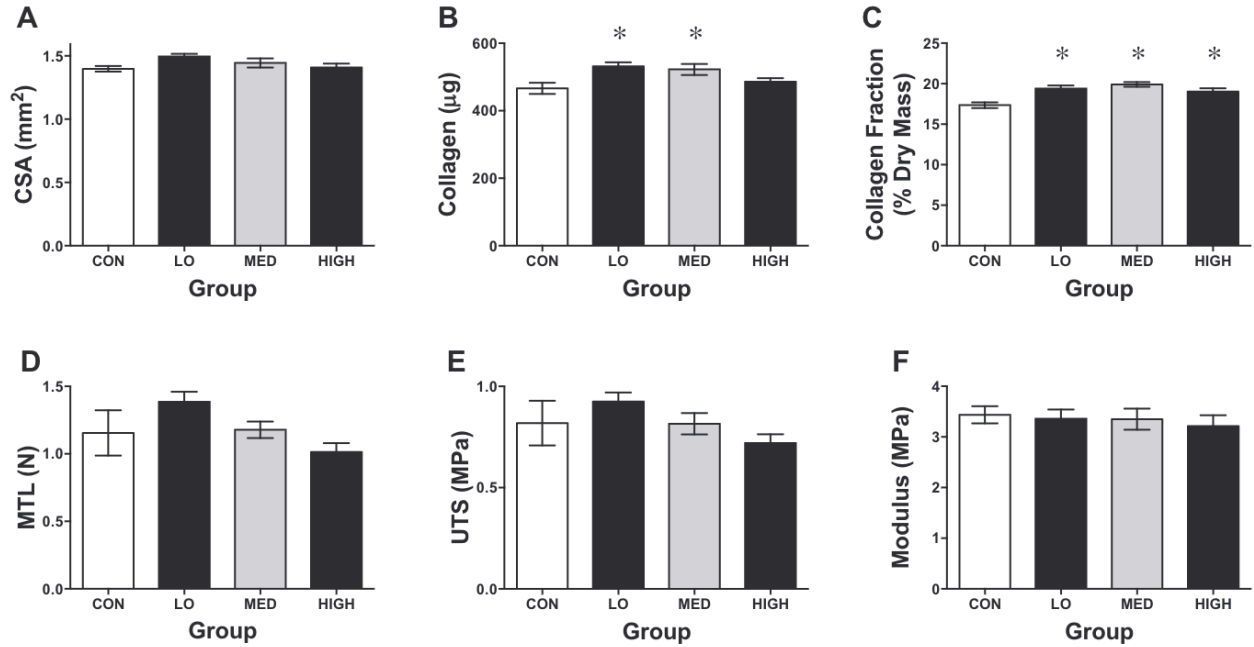 A
CSA (mm²)
1.5
1.0
0.5
0.0
CON LO MED HIGH
Group
B
Collagen (μg)
600
400
200
0
* *
CON LO MED HIGH
Group
C
Collagen Fraction
(% Dry Mass)
25
20
15
10
5
0
* * *
CON LO MED HIGH
Group
D
MTL (N)
1.5
1.0
0.5
0.0
CON LO MED HIGH
Group
E
UTS (MPa)
1.0
0.5
0.0
CON LO MED HIGH
Group
F
Modulus (MPa)
4
3
2
1
0
CON LO MED HIGH
Group